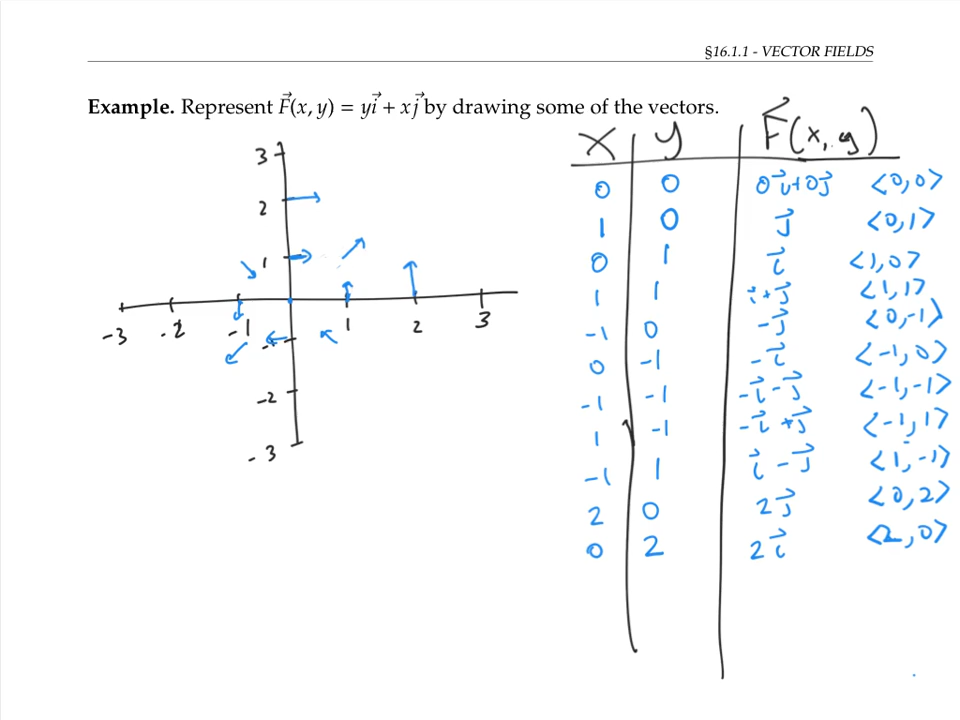 §16.1.1 - VECTOR FIELDS
Example. Represent F⃗(x, y) = yi⃗ + xj⃗ by drawing some of the vectors.
x y F⃗(x, y)
0 0 0i⃗+0j⃗ <0,0>
1 0 j⃗ <0,1>
0 1 i⃗ <1,0>
1 1 i⃗+j⃗ <1,1>
-1 0 -j⃗ <0,-1>
0 -1 -i⃗ <-1,0>
-1 -1 -i⃗-j⃗ <-1,-1>
1 -1 -i⃗+j⃗ <-1,1>
-1 1 i⃗-j⃗ <1,-1>
2 0 2j⃗ <0,2>
0 2 2i⃗ <2,0>
3
2
1
-3 -2 -1 1 2 3
-1
-2
-3